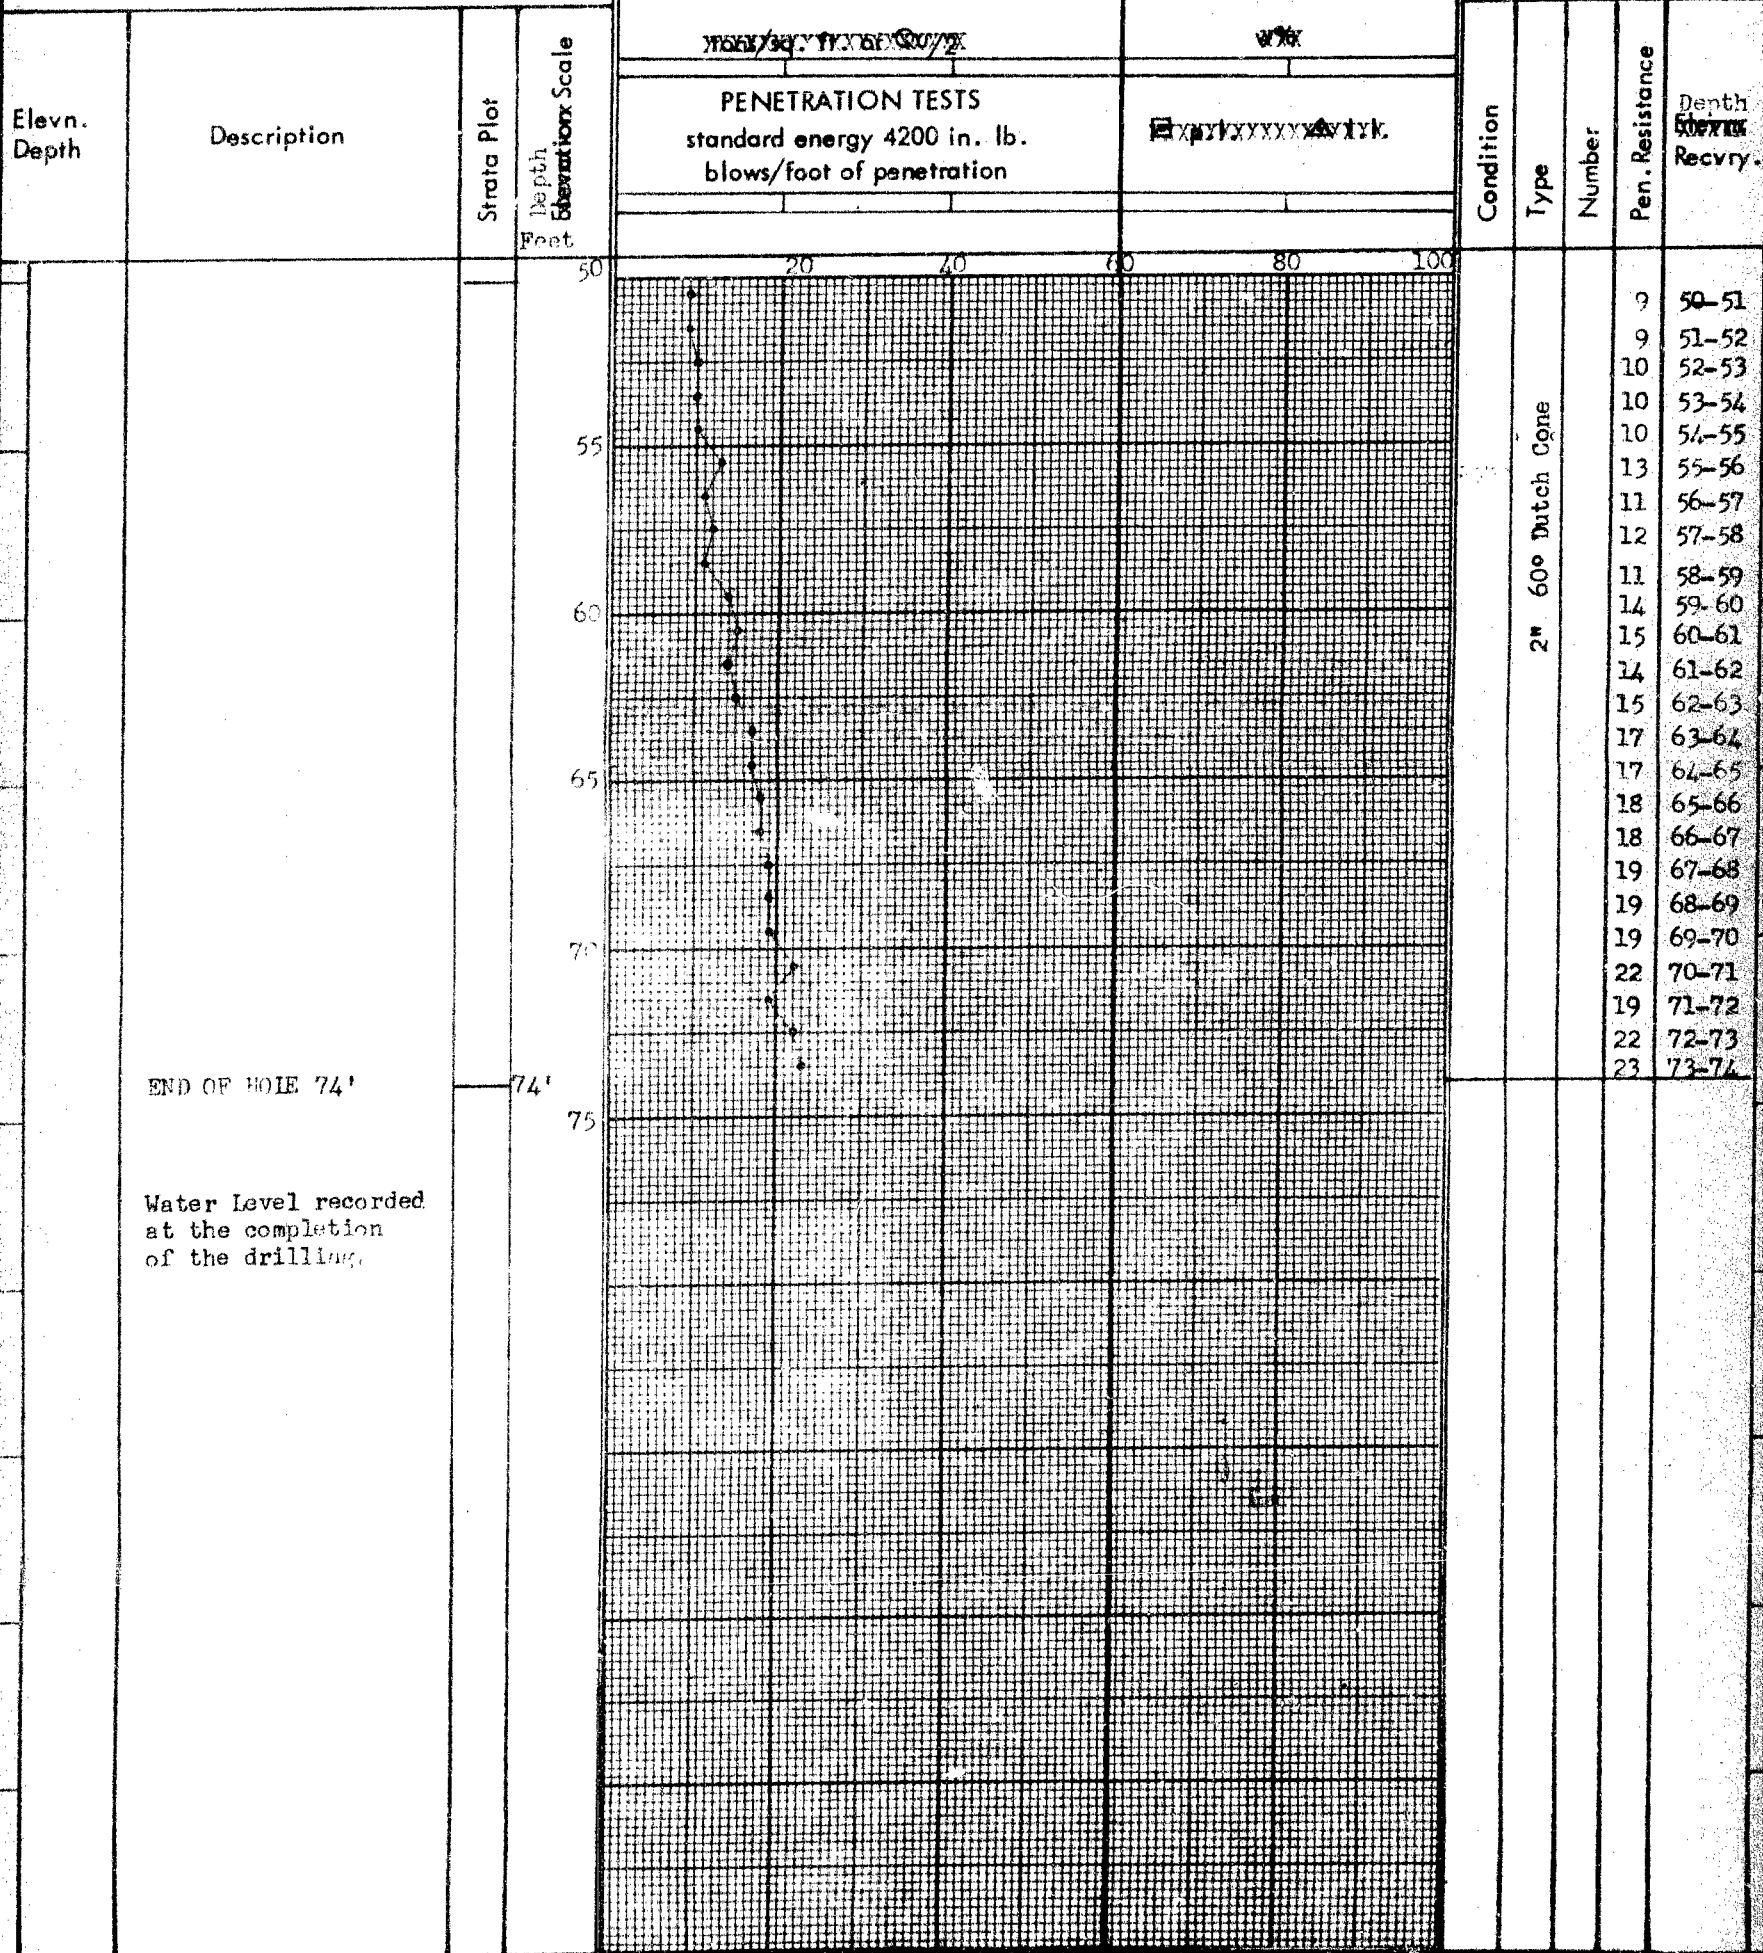 Elevn.
Depth
Description
Strata Plot
Depth
Scale
Feet
PENETRATION TESTS
standard energy 4200 in. lb.
blows/foot of penetration
Condition
Type
Number
Pen. Resistance
Depth
Recvry.
50 20 40 60 80 100
55
60
65
75
2" 60° Dutch Cone
9 50-51
9 51-52
10 52-53
10 53-54
10 54-55
13 55-56
11 56-57
12 57-58
11 58-59
14 59-60
15 60-61
14 61-62
15 62-63
17 63-64
17 64-65
18 65-66
18 66-67
19 67-68
19 68-69
19 69-70
22 70-71
19 71-72
22 72-73
23 73-74
END OF HOLE 74' 74'
Water Level recorded
at the completion
of the drilling.